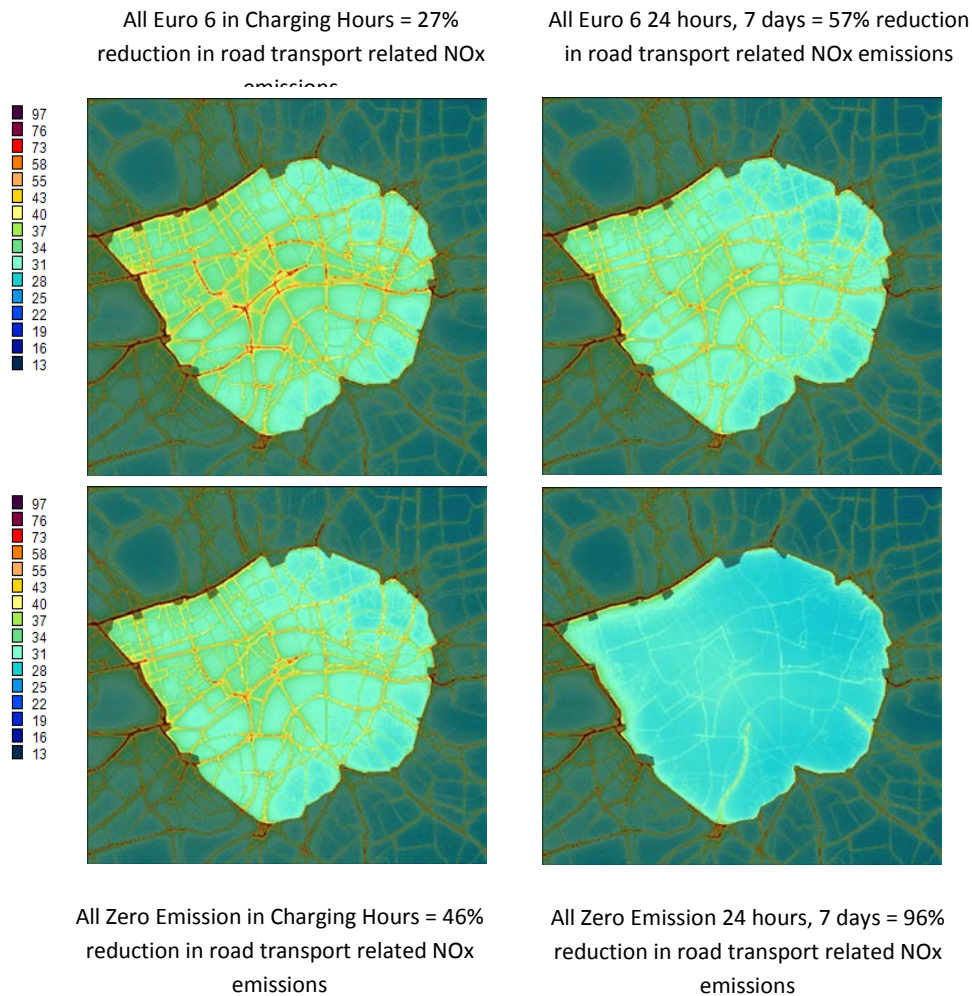 All Euro 6 in Charging Hours = 27%
reduction in road transport related NOx
emissions
All Euro 6 24 hours, 7 days = 57% reduction
in road transport related NOx emissions
97
76
73
58
55
43
40
37
34
31
28
25
22
19
16
13
97
76
73
58
55
43
40
37
34
31
28
25
22
19
16
13
All Zero Emission in Charging Hours = 46%
reduction in road transport related NOx
emissions
All Zero Emission 24 hours, 7 days = 96%
reduction in road transport related NOx
emissions